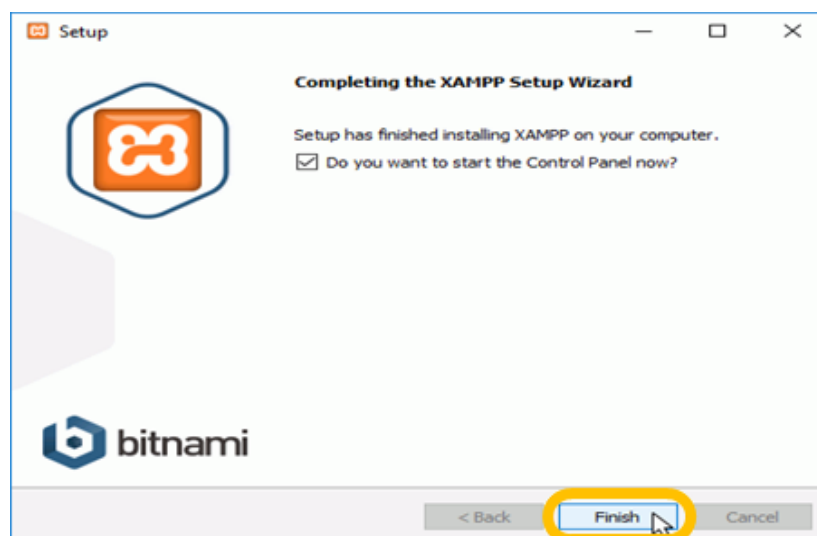 Setup
Completing the XAMPP Setup Wizard
Setup has finished installing XAMPP on your computer.
Do you want to start the Control Panel now?
bitnami
< Back Finish Cancel